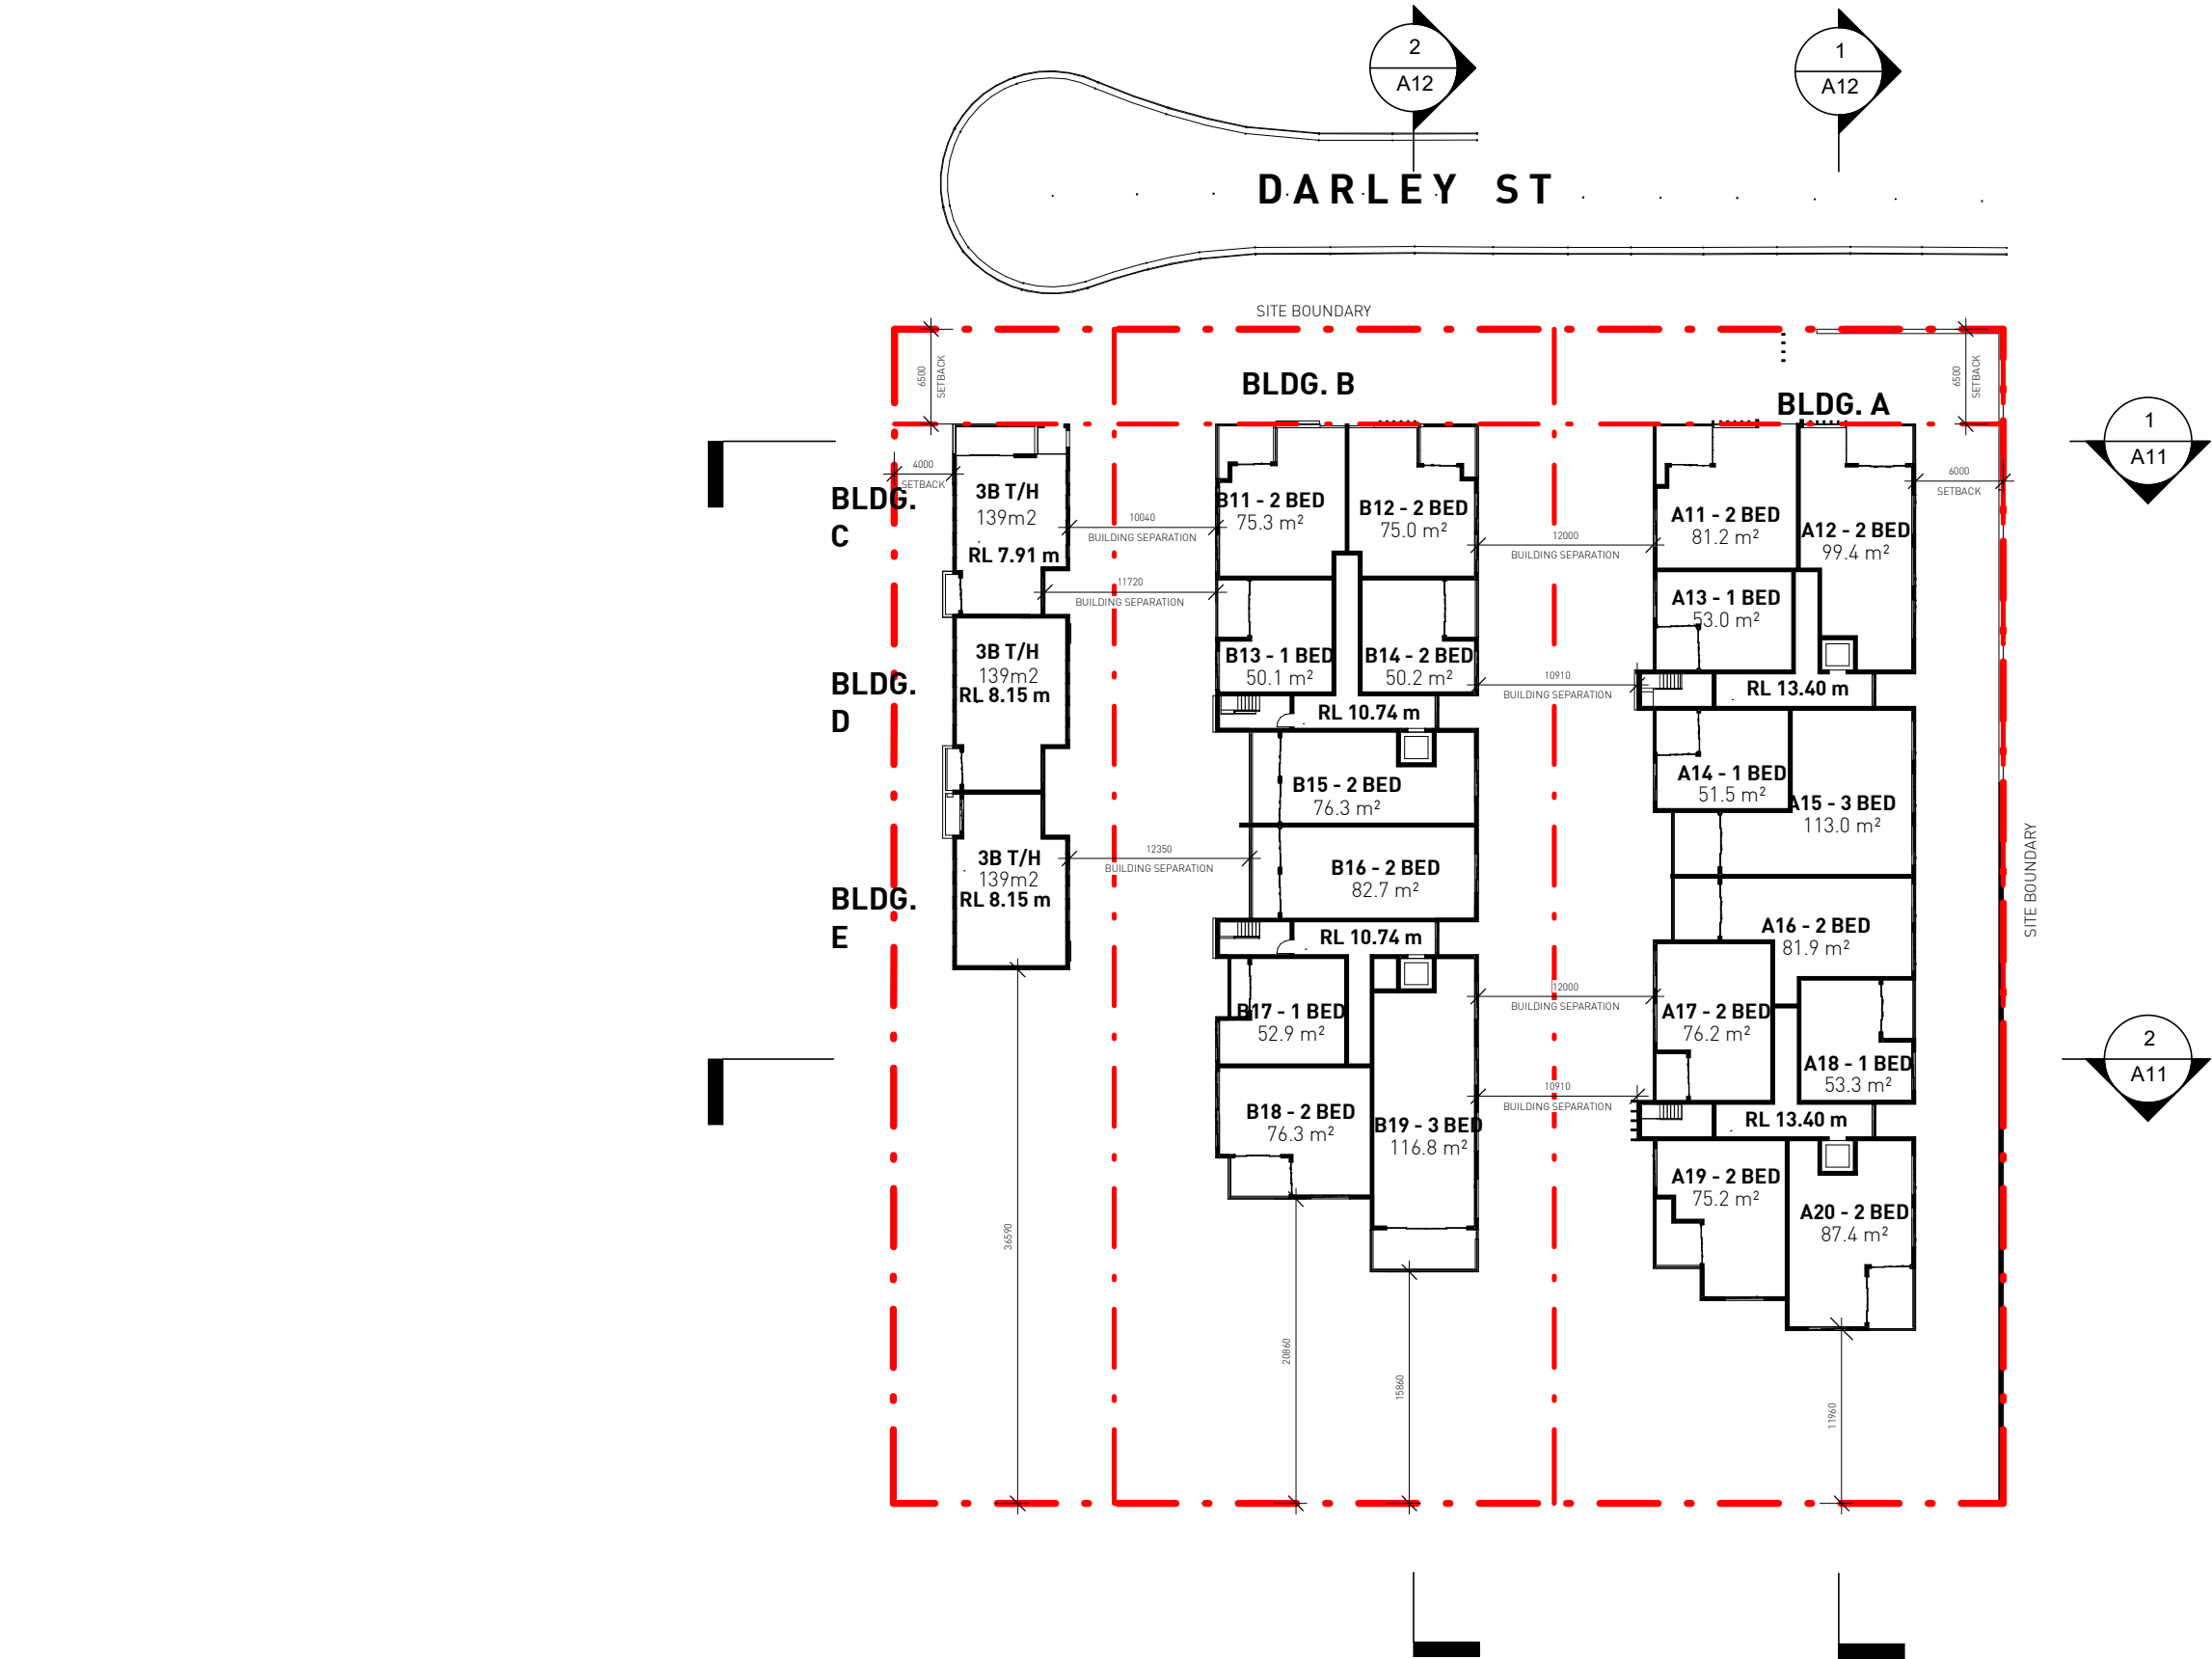 2
A12
1
A12
DARLEY ST
SITE BOUNDARY
6500
SETBACK
6500
SETBACK
BLDG. B
BLDG. A
1
A11
4000
SETBACK
6000
SETBACK
BLDG.
C
3B T/H
139m2
RL 7.91 m
10040
BUILDING SEPARATION
B11 - 2 BED
75.3 m²
B12 - 2 BED
75.0 m²
12000
BUILDING SEPARATION
A11 - 2 BED
81.2 m²
A12 - 2 BED
99.4 m²
11720
BUILDING SEPARATION
A13 - 1 BED
53.0 m²
BLDG.
D
3B T/H
139m2
RL 8.15 m
B13 - 1 BED
50.1 m²
B14 - 2 BED
50.2 m²
10910
BUILDING SEPARATION
RL 13.40 m
RL 10.74 m
B15 - 2 BED
76.3 m²
A14 - 1 BED
51.5 m²
A15 - 3 BED
113.0 m²
BLDG.
E
3B T/H
139m2
RL 8.15 m
12350
BUILDING SEPARATION
B16 - 2 BED
82.7 m²
SITE BOUNDARY
A16 - 2 BED
81.9 m²
RL 10.74 m
12000
BUILDING SEPARATION
B17 - 1 BED
52.9 m²
A17 - 2 BED
76.2 m²
A18 - 1 BED
53.3 m²
2
A11
10910
BUILDING SEPARATION
B18 - 2 BED
76.3 m²
B19 - 3 BED
116.8 m²
RL 13.40 m
A19 - 2 BED
75.2 m²
A20 - 2 BED
87.4 m²
36590
20860
15860
11960